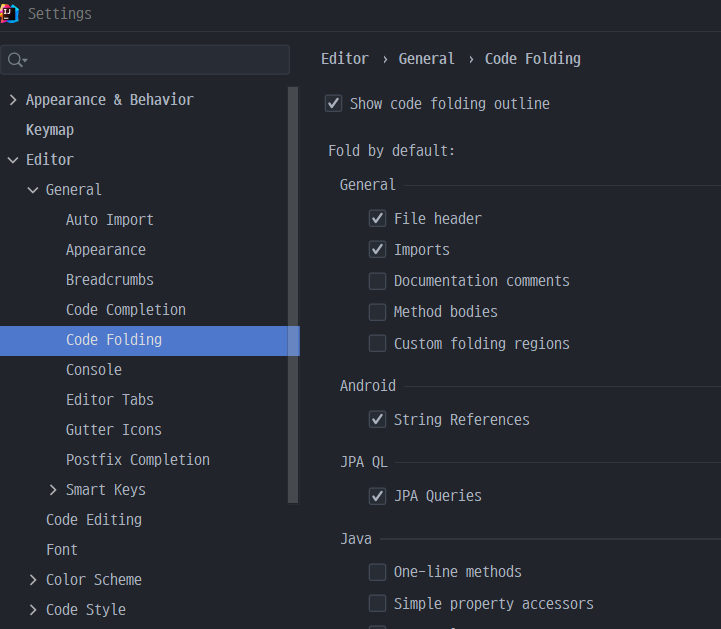 Settings
Appearance & Behavior
Keymap
Editor
General
Auto Import
Appearance
Breadcrumbs
Code Completion
Code Folding
Console
Editor Tabs
Gutter Icons
Postfix Completion
Smart Keys
Code Editing
Font
Color Scheme
Code Style
Editor › General › Code Folding
Show code folding outline
Fold by default:
General
File header
Imports
Documentation comments
Method bodies
Custom folding regions
Android
String References
JPA QL
JPA Queries
Java
One-line methods
Simple property accessors